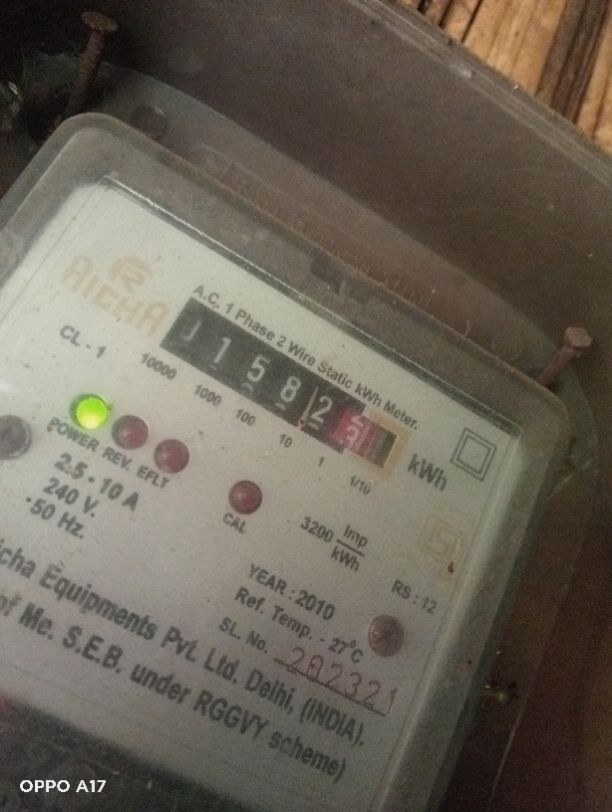 RICHA
A.C, 1 Phase 2 Wire Static kWh Meter.
CL - 1
1 5 8 2
10000 1000 100 10 1 1/10
kWh
POWER REV. EFLT
CAL
2.5 - 10 A
240 V.
50 Hz.
3200 Imp
kWh
RS : 12
YEAR : 2010
Ref. Temp. - 27°C
SL. No. 202321
icha Equipments Pvt. Ltd. Delhi, (INDIA).
of Me. S.E.B. under RGGVY scheme)
OPPO A17